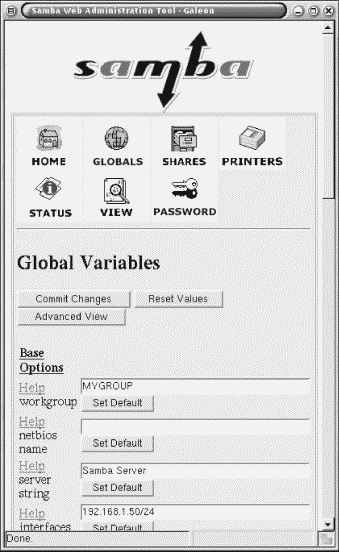 Samba Web Administration Tool - Galeon
samba
HOME GLOBALS SHARES PRINTERS
STATUS VIEW PASSWORD
Global Variables
Commit Changes Reset Values
Advanced View
Base
Options
Help
workgroup
MYGROUP
Set Default
Help
netbios
name
Set Default
Help
server
string
Samba Server
Set Default
Help
interfaces
192.168.1.50/24
Set Default
Done.